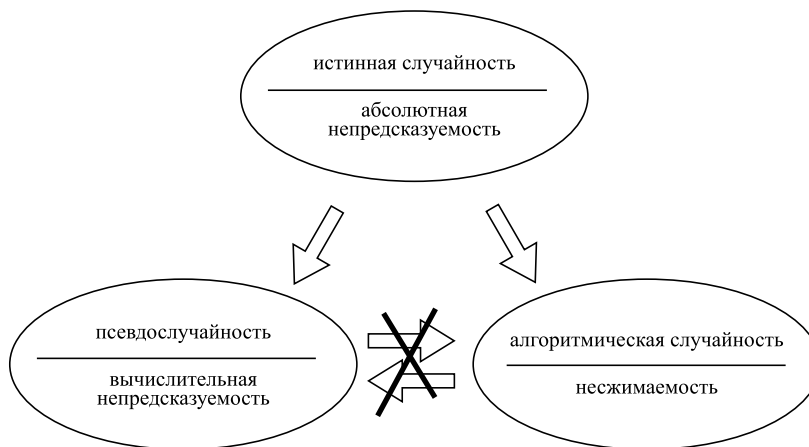 истинная случайность
абсолютная
непредсказуемость
псевдослучайность
вычислительная
непредсказуемость
алгоритмическая случайность
несжимаемость